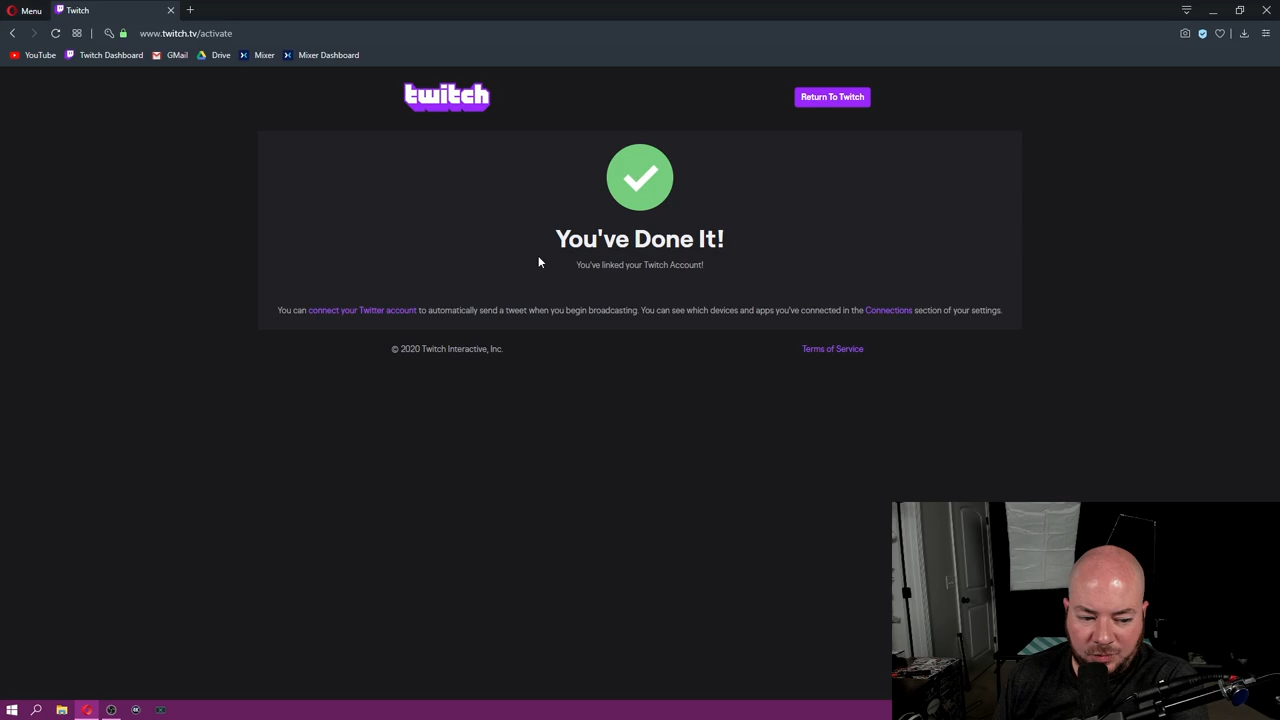 Menu
Twitch
www.twitch.tv/activate
YouTube
Twitch Dashboard
GMail
Drive
Mixer
Mixer Dashboard
twitch
Return To Twitch
You've Done It!
You've linked your Twitch Account!
You can connect your Twitter account to automatically send a tweet when you begin broadcasting. You can see which devices and apps you've connected in the Connections section of your settings.
© 2020 Twitch Interactive, Inc.
Terms of Service